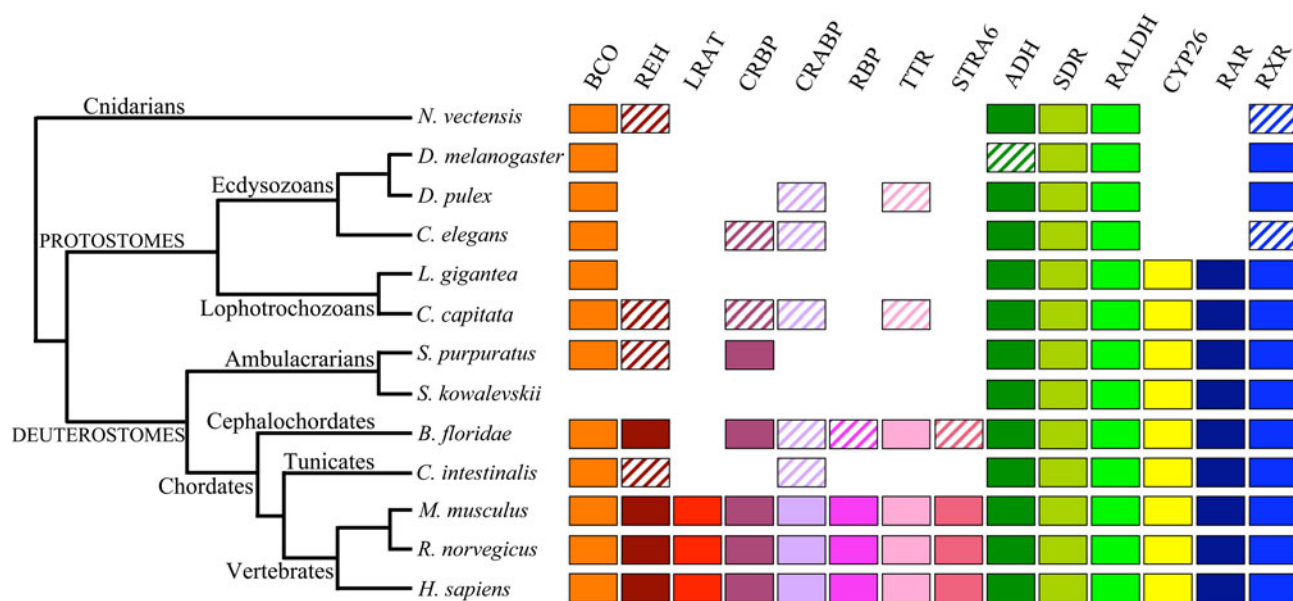 BCO REH LRAT CRBP CRABP RBP TTR STRA6 ADH SDR RALDH CYP26 RAR RXR
Cnidarians
N. vectensis
D. melanogaster
Ecdysozoans
D. pulex
PROTOSTOMES
C. elegans
L. gigantea
Lophotrochozoans
C. capitata
Ambulacrarians
S. purpuratus
S. kowalevskii
Cephalochordates
B. floridae
DEUTEROSTOMES
Tunicates
C. intestinalis
Chordates
M. musculus
R. norvegicus
Vertebrates
H. sapiens